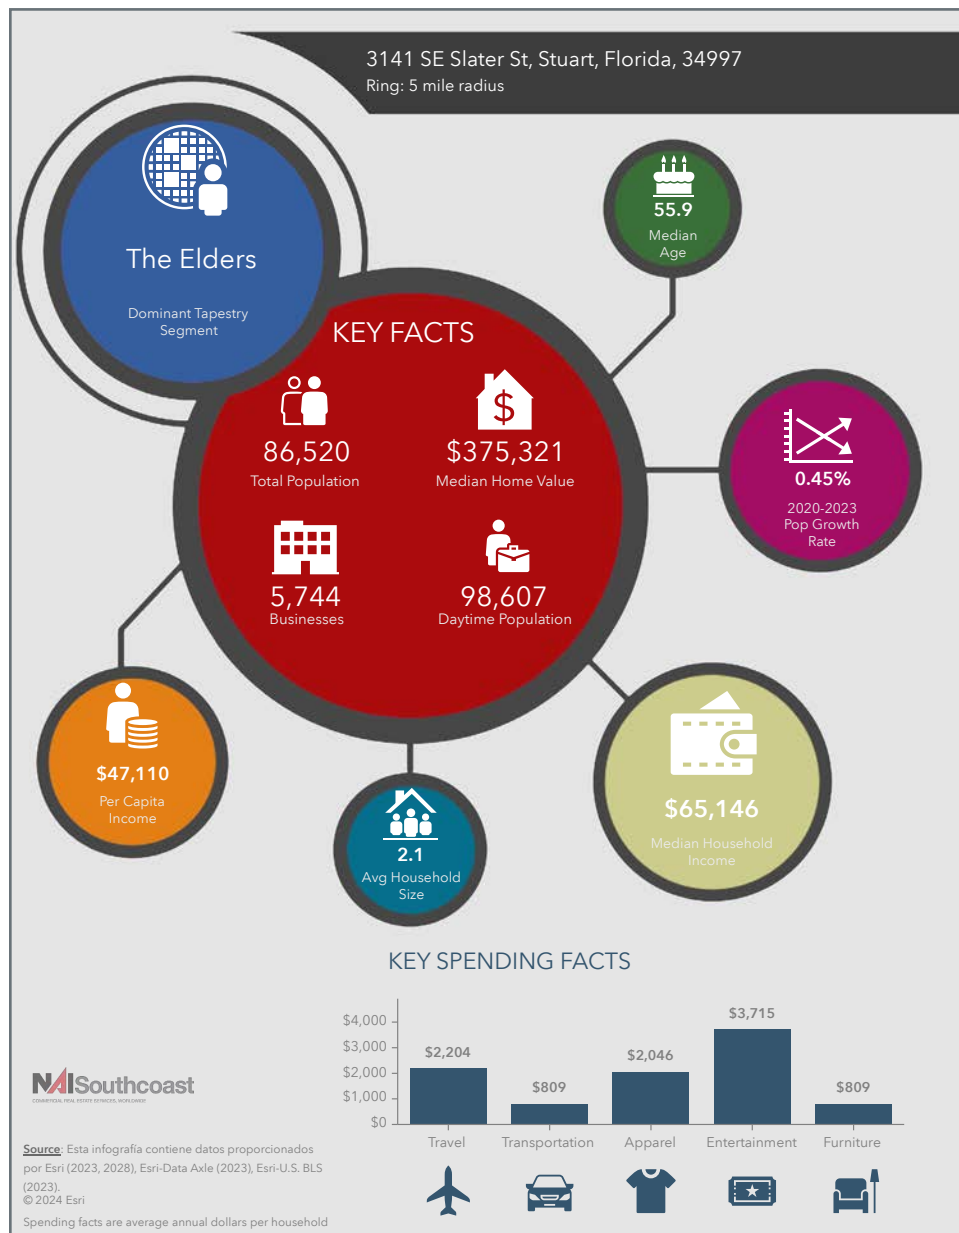 3141 SE Slater St, Stuart, Florida, 34997
Ring: 5 mile radius
The Elders
Dominant Tapestry
Segment
55.9
Median
Age
KEY FACTS
86,520
Total Population
$375,321
Median Home Value
5,744
Businesses
98,607
Daytime Population
0.45%
2020-2023
Pop Growth
Rate
$47,110
Per Capita
Income
2.1
Avg Household
Size
$65,146
Median Household
Income
KEY SPENDING FACTS
$4,000
$3,000
$2,000
$1,000
$0
$2,204
$809
$2,046
$3,715
$809
Travel
Transportation
Apparel
Entertainment
Furniture
NAISouthcoast
COMMERCIAL REAL ESTATE SERVICES, WORLDWIDE
Source: Esta infografía contiene datos proporcionados
por Esri (2023, 2028), Esri-Data Axle (2023), Esri-U.S. BLS
(2023).
© 2024 Esri
Spending facts are average annual dollars per household